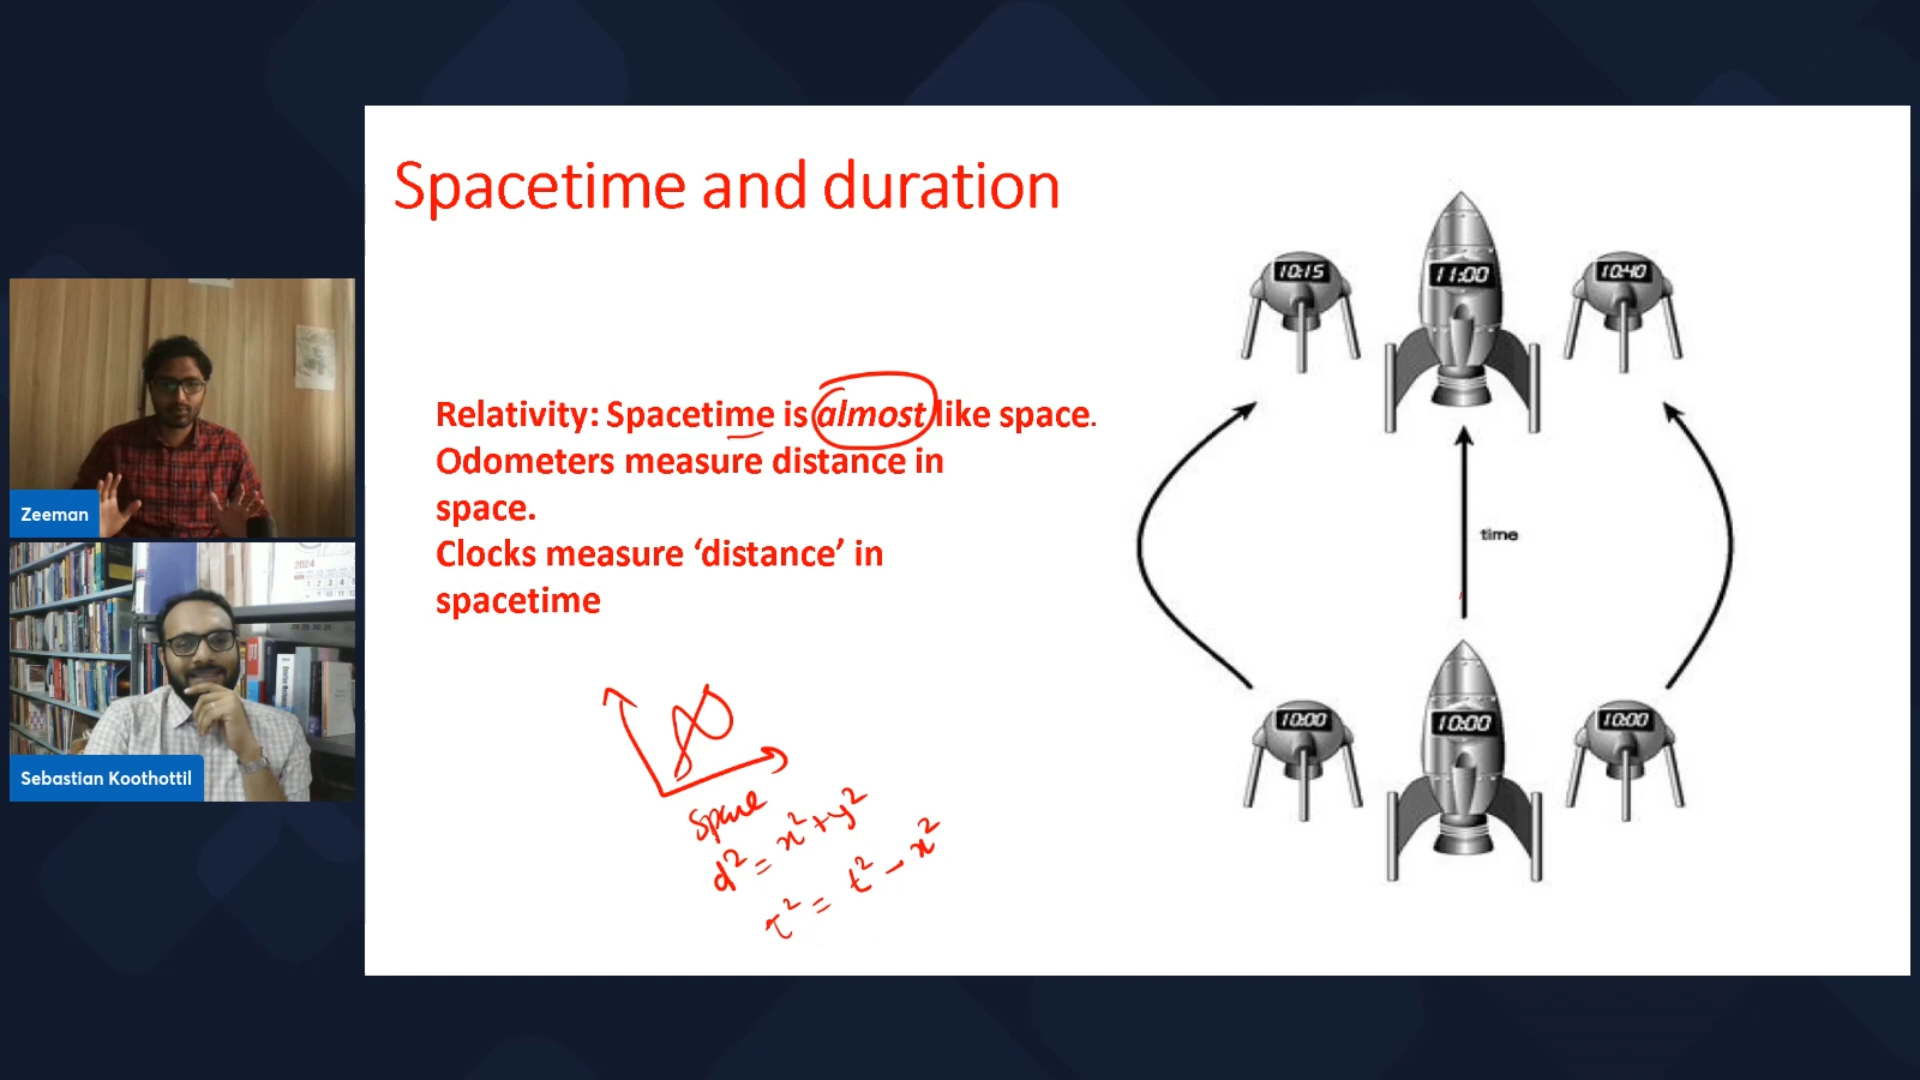 Spacetime and duration
Relativity: Spacetime is almost like space.
Odometers measure distance in
space.
Clocks measure ‘distance’ in
spacetime
Space
d² = x² + y²
τ² = t² − x²
10:15
11:00
10:40
time
10:00
10:00
10:00
Zeeman
2024
Sebastian Koothottil